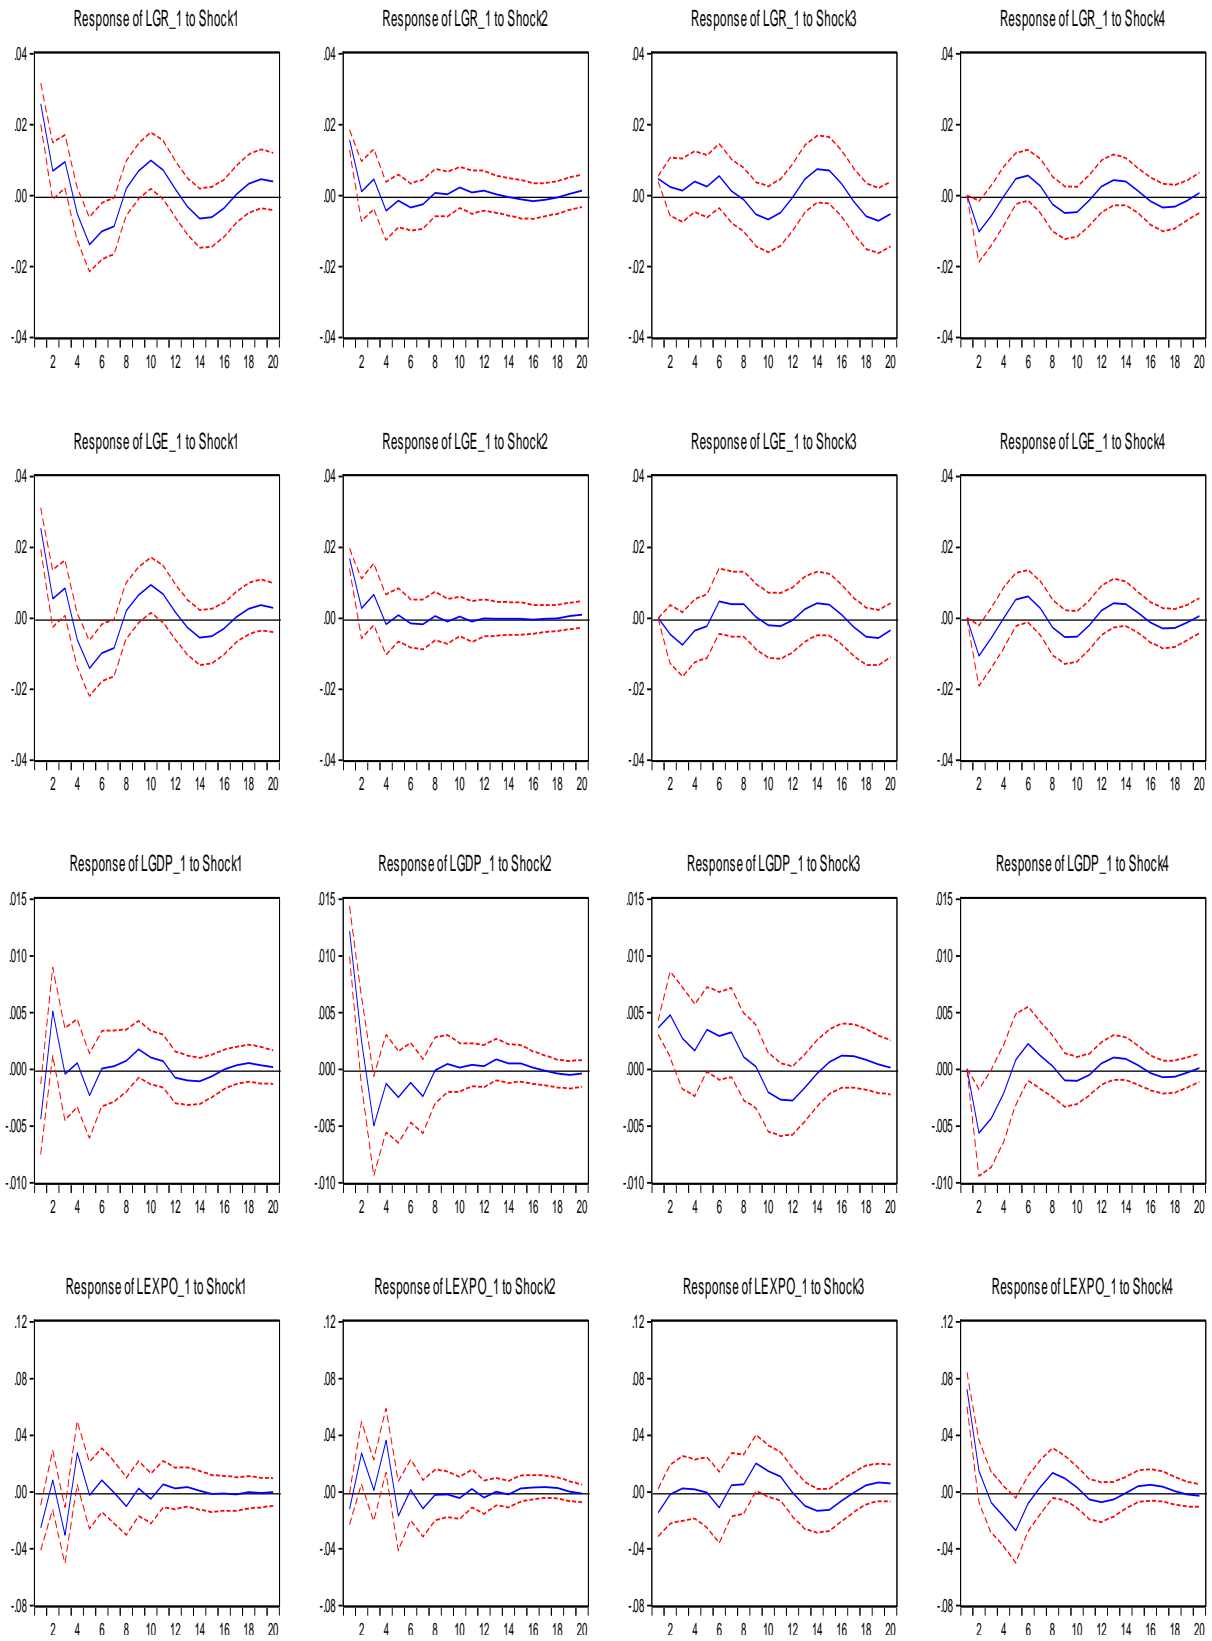 Response of LGR_1 to Shock1
Response of LGR_1 to Shock2
Response of LGR_1 to Shock3
Response of LGR_1 to Shock4
.04 .04 .04 .04
.02 .02 .02 .02
.00 .00 .00 .00
-.02 -.02 -.02 -.02
-.04 -.04 -.04 -.04
2 4 6 8 10 12 14 16 18 20
2 4 6 8 10 12 14 16 18 20
2 4 6 8 10 12 14 16 18 20
2 4 6 8 10 12 14 16 18 20
Response of LGE_1 to Shock1
Response of LGE_1 to Shock2
Response of LGE_1 to Shock3
Response of LGE_1 to Shock4
.04 .04 .04 .04
.02 .02 .02 .02
.00 .00 .00 .00
-.02 -.02 -.02 -.02
-.04 -.04 -.04 -.04
2 4 6 8 10 12 14 16 18 20
2 4 6 8 10 12 14 16 18 20
2 4 6 8 10 12 14 16 18 20
2 4 6 8 10 12 14 16 18 20
Response of LGDP_1 to Shock1
Response of LGDP_1 to Shock2
Response of LGDP_1 to Shock3
Response of LGDP_1 to Shock4
.015 .015 .015 .015
.010 .010 .010 .010
.005 .005 .005 .005
.000 .000 .000 .000
-.005 -.005 -.005 -.005
-.010 -.010 -.010 -.010
2 4 6 8 10 12 14 16 18 20
2 4 6 8 10 12 14 16 18 20
2 4 6 8 10 12 14 16 18 20
2 4 6 8 10 12 14 16 18 20
Response of LEXPO_1 to Shock1
Response of LEXPO_1 to Shock2
Response of LEXPO_1 to Shock3
Response of LEXPO_1 to Shock4
.12 .12 .12 .12
.08 .08 .08 .08
.04 .04 .04 .04
.00 .00 .00 .00
-.04 -.04 -.04 -.04
-.08 -.08 -.08 -.08
2 4 6 8 10 12 14 16 18 20
2 4 6 8 10 12 14 16 18 20
2 4 6 8 10 12 14 16 18 20
2 4 6 8 10 12 14 16 18 20